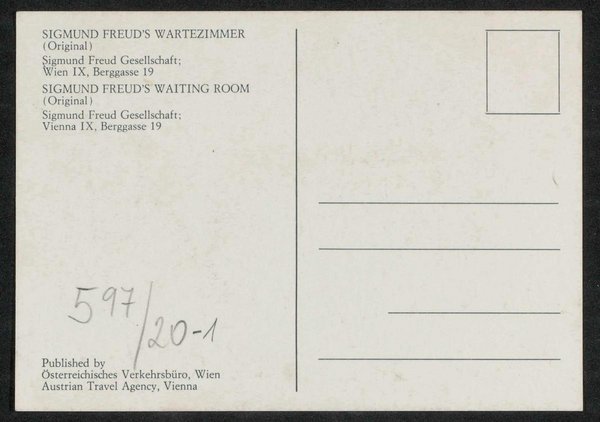 SIGMUND FREUD'S WARTEZIMMER
(Original)
Sigmund Freud Gesellschaft;
Wien IX, Berggasse 19
SIGMUND FREUD'S WAITING ROOM
(Original)
Sigmund Freud Gesellschaft;
Vienna IX, Berggasse 19
597/20-1
Published by
Österreichisches Verkehrsbüro, Wien
Austrian Travel Agency, Vienna